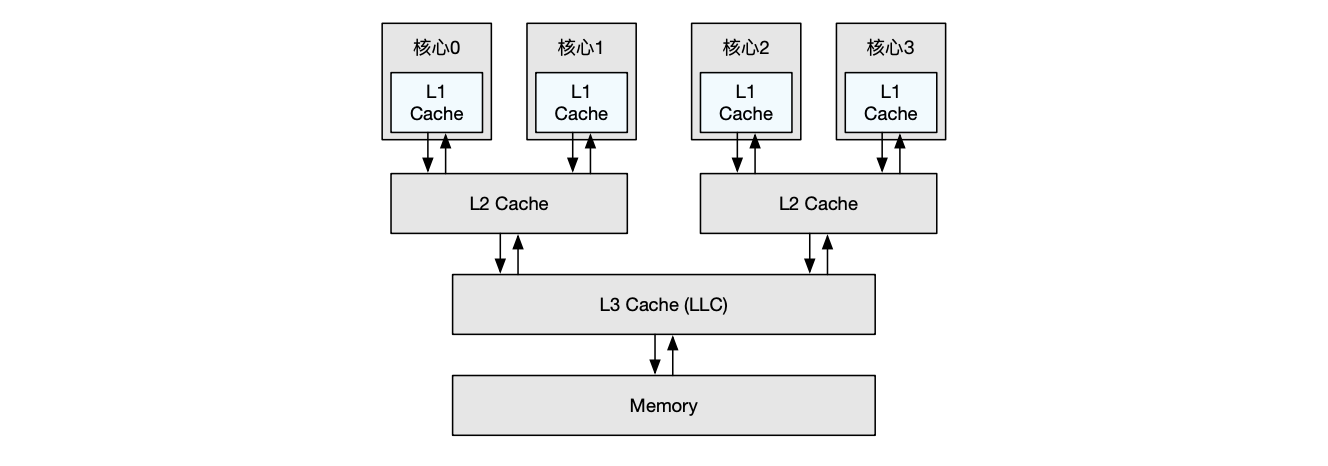 核心0
核心1
核心2
核心3
L1
Cache
L1
Cache
L1
Cache
L1
Cache
L2 Cache
L2 Cache
L3 Cache (LLC)
Memory